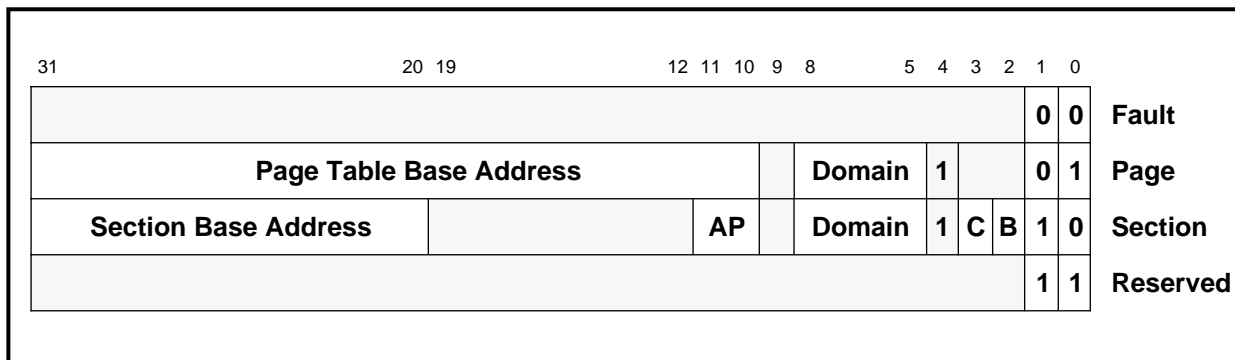 31 20 19 12 11 10 9 8 5 4 3 2 1 0
0 0 Fault
Page Table Base Address Domain 1 0 1 Page
Section Base Address AP Domain 1 C B 1 0 Section
1 1 Reserved